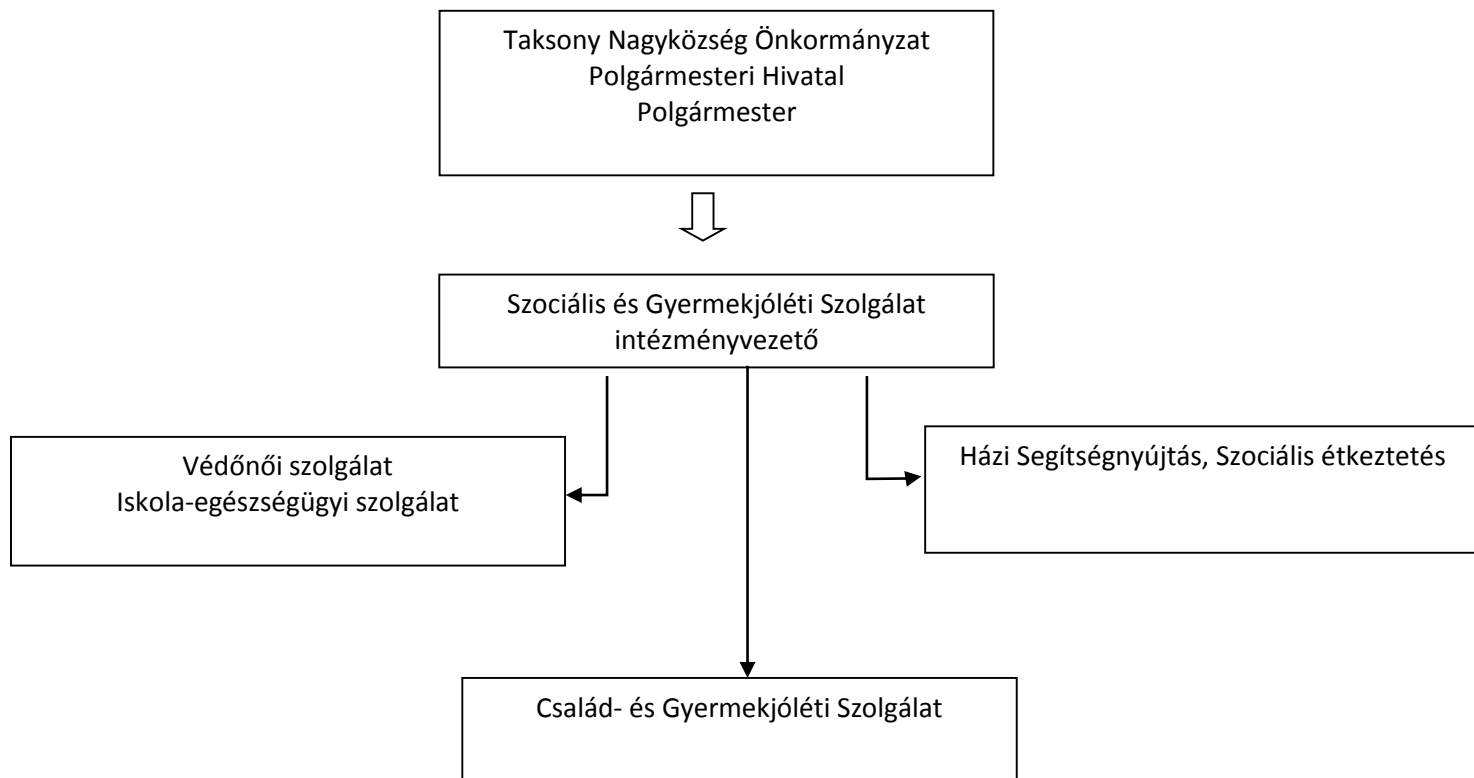 Taksony Nagyközség Önkormányzat
Polgármesteri Hivatal
Polgármester
Szociális és Gyermekjóléti Szolgálat
intézményvezető
Védőnői szolgálat
Iskola-egészségügyi szolgálat
Házi Segítségnyújtás, Szociális étkeztetés
Család- és Gyermekjóléti Szolgálat